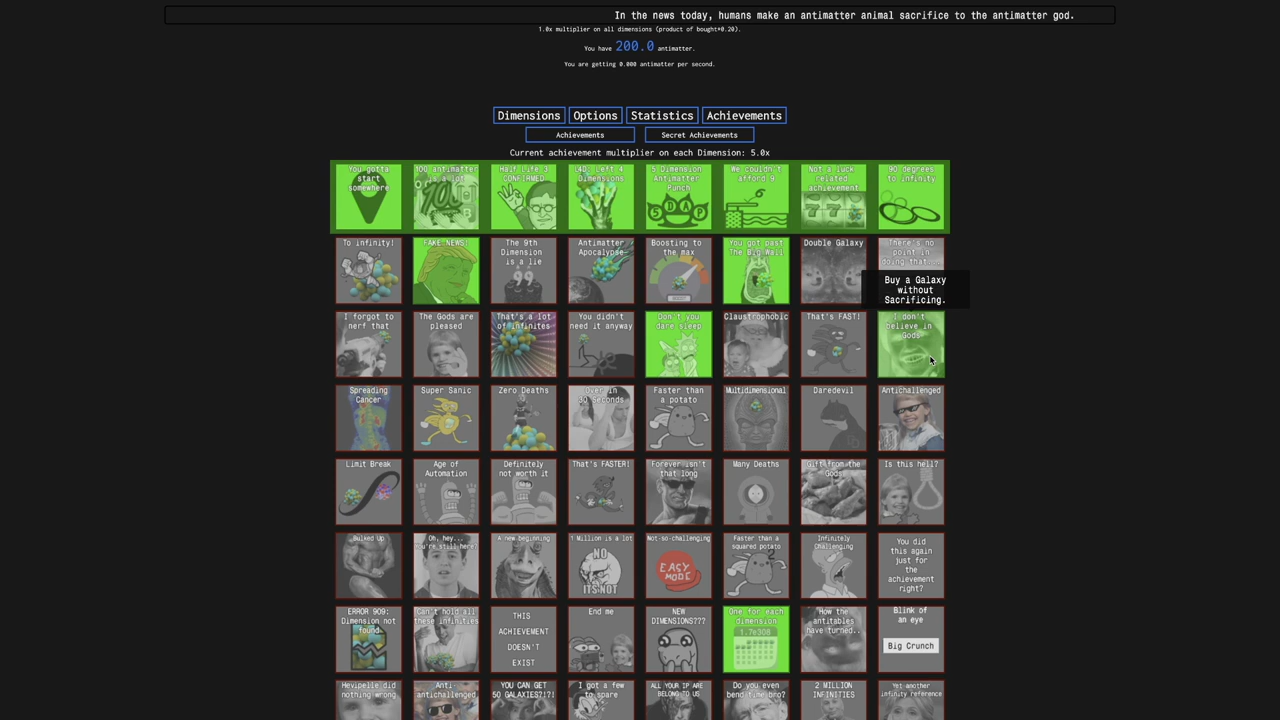 In the news today, humans make an antimatter animal sacrifice to the antimatter god.
1.0x multiplier on all dimensions (product of bought*0.20).
You have 200.0 antimatter.
You are getting 0.000 antimatter per second.
Dimensions Options Statistics Achievements
Achievements Secret Achievements
Current achievement multiplier on each Dimension: 5.0x
You gotta start somewhere
100 antimatter is a lot
Half Life 3 CONFIRMED
L4D: Left 4 Dimensions
5 Dimension Antimatter Punch
We couldn't afford 9
Not a luck related achievement
90 degrees to infinity
To infinity!
FAKE NEWS!
The 9th Dimension is a lie
Antimatter Apocalypse
Boosting to the max
You got past The Big Wall
Double Galaxy
There's no point in doing that...
Buy a Galaxy without Sacrificing.
I forgot to nerf that
The Gods are pleased
That's a lot of infinites
You didn't need it anyway
Don't you dare sleep
Claustrophobic
That's FAST!
I don't believe in Gods
Spreading Cancer
Super Sanic
Zero Deaths
Over in 30 Seconds
Faster than a potato
Multidimensional
Daredevil
Antichallenged
Limit Break
Age of Automation
Definitely not worth it
That's FASTER!
Forever isn't that long
Many Deaths
Gift from the Gods
Is this hell?
Bulked Up
Oh, hey... You're still here?
A new beginning
1 Million is a lot
NO ITS NOT
Not-so-challenging
EASY MODE
Faster than a squared potato
Infinitely Challenging
You did this again just for the achievement right?
ERROR 909: Dimension not found
Can't hold all these infinities
THIS ACHIEVEMENT DOESN'T EXIST
End me
NEW DIMENSIONS???
One for each dimension
1.7e308
How the antitables have turned..
Blink of an eye
Big Crunch
Hevipelle did nothing wrong
Anti-antichallenged
YOU CAN GET 50 GALAXIES?!?!
I got a few to spare
ALL YOUR IP ARE BELONG TO US
Do you even bend time bro?
2 MILLION INFINITIES
Yet another infinity reference